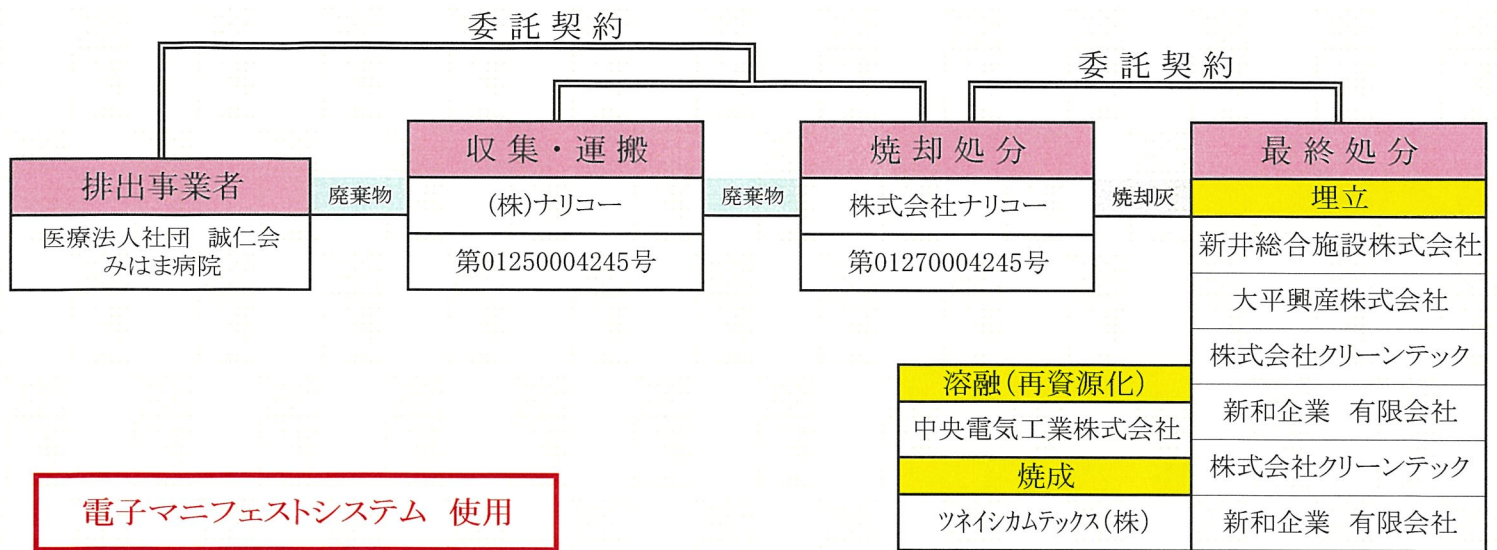 委託契約
委託契約
排出事業者
医療法人社団 誠仁会
みはま病院
廃棄物
収集・運搬
(株)ナリコー
第01250004245号
廃棄物
焼却処分
株式会社ナリコー
第01270004245号
焼却灰
最終処分
埋立
新井総合施設株式会社
大平興産株式会社
株式会社クリーンテック
新和企業 有限会社
株式会社クリーンテック
新和企業 有限会社
溶融(再資源化)
中央電気工業株式会社
焼成
ツネイシカムテックス(株)
電子マニフェストシステム 使用